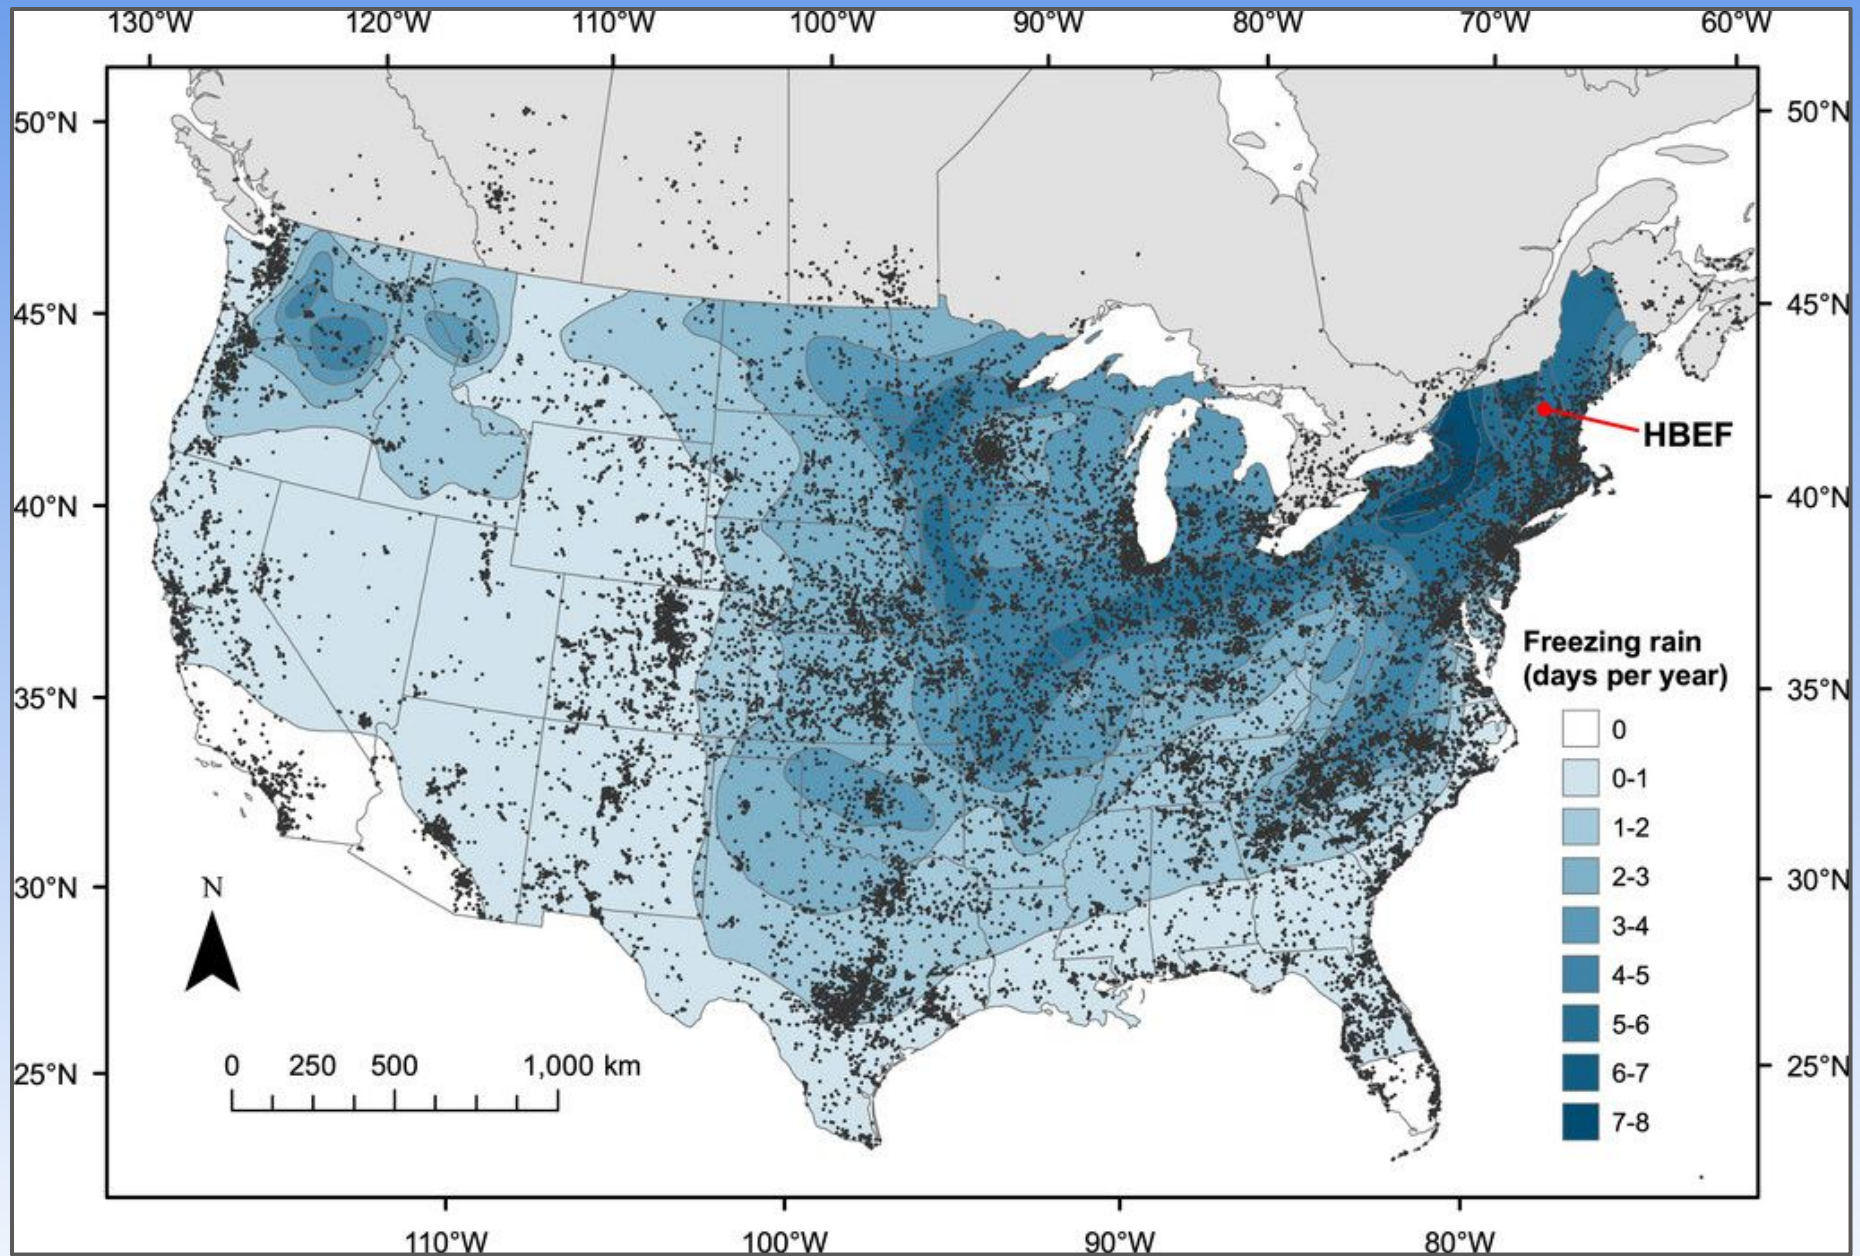 130°W 120°W 110°W 100°W 90°W 80°W 70°W 60°W
50°N 50°N
45°N 45°N
HBEF
40°N 40°N
Freezing rain
(days per year)
35°N 35°N
0
0-1
1-2
2-3
30°N 30°N
N
3-4
4-5
5-6
0 250 500 1,000 km
25°N 25°N
6-7
7-8
110°W 100°W 90°W 80°W